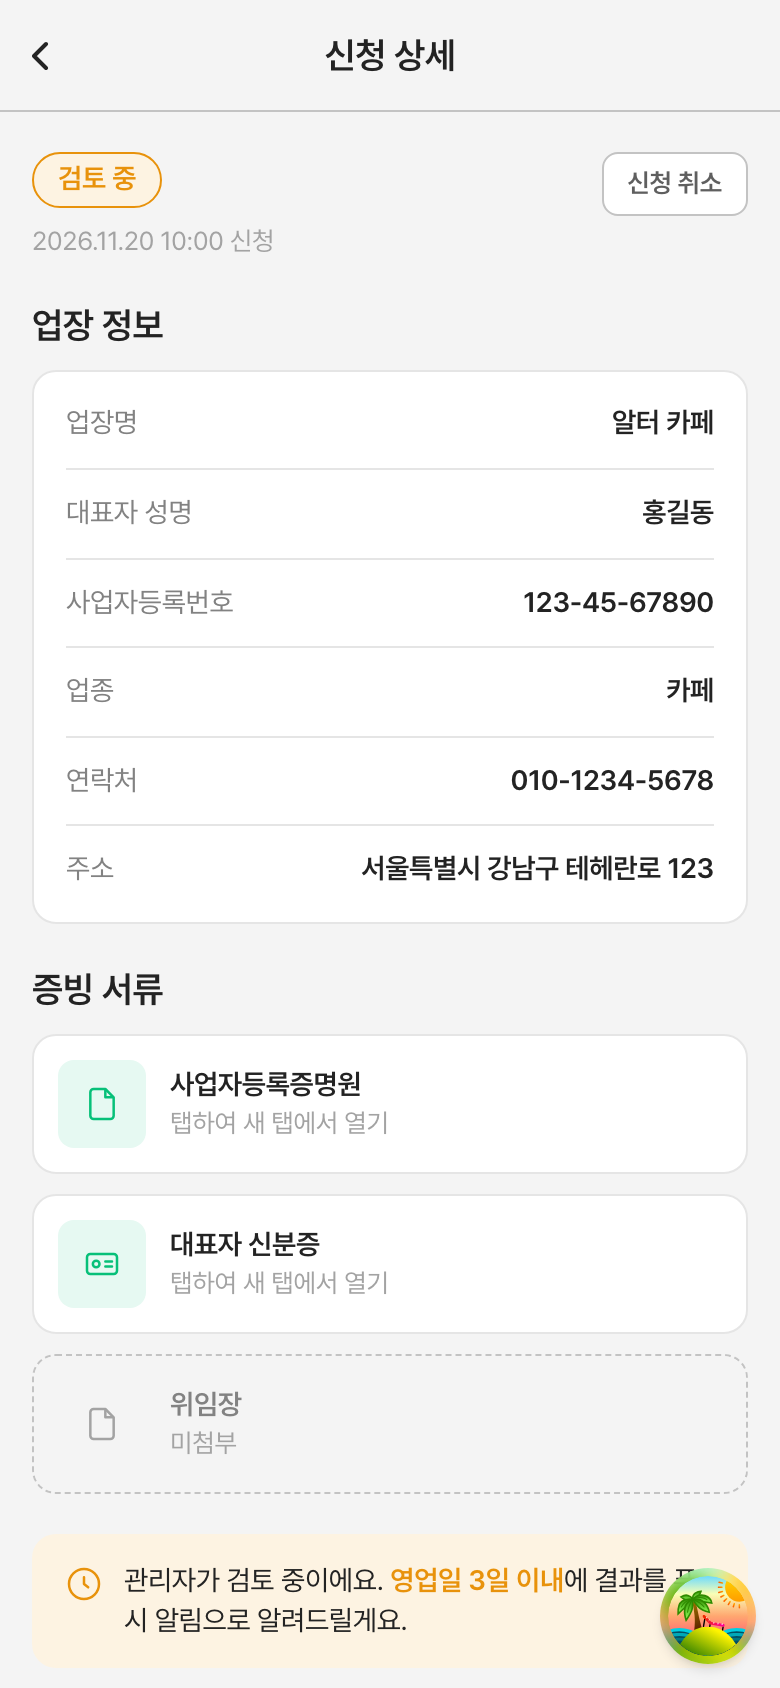 신청 상세
검토 중
신청 취소
2026.11.20 10:00 신청
업장 정보
업장명 알터 카페
대표자 성명 홍길동
사업자등록번호 123-45-67890
업종 카페
연락처 010-1234-5678
주소 서울특별시 강남구 테헤란로 123
증빙 서류
사업자등록증명원
탭하여 새 탭에서 열기
대표자 신분증
탭하여 새 탭에서 열기
위임장
미첨부
관리자가 검토 중이에요. 영업일 3일 이내에 결과를
시 알림으로 알려드릴게요.